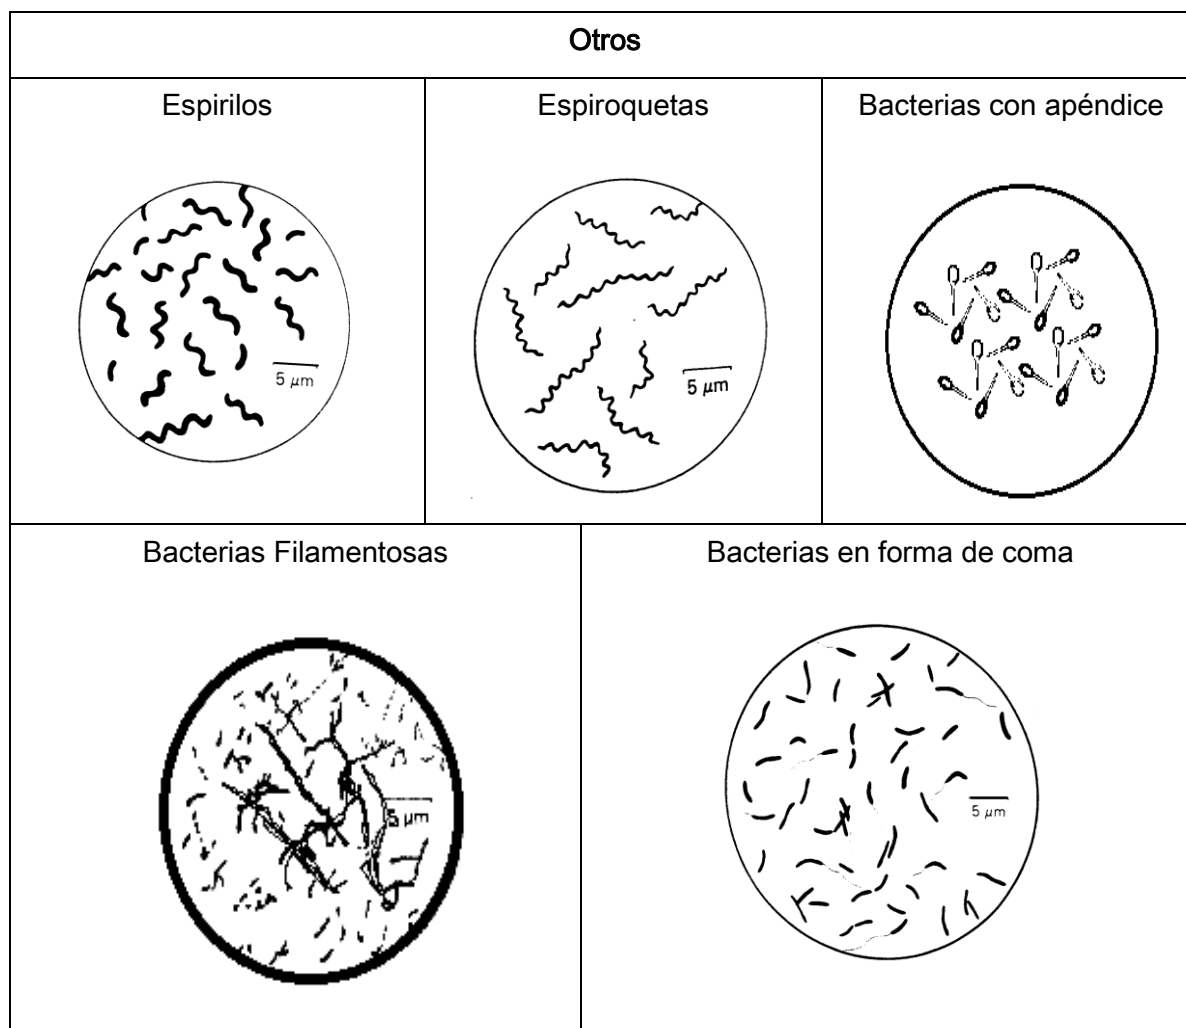 Otros
Espirilos
Espiroquetas
Bacterias con apéndice
5 μm
5 μm
Bacterias Filamentosas
Bacterias en forma de coma
5 μm
5 μm